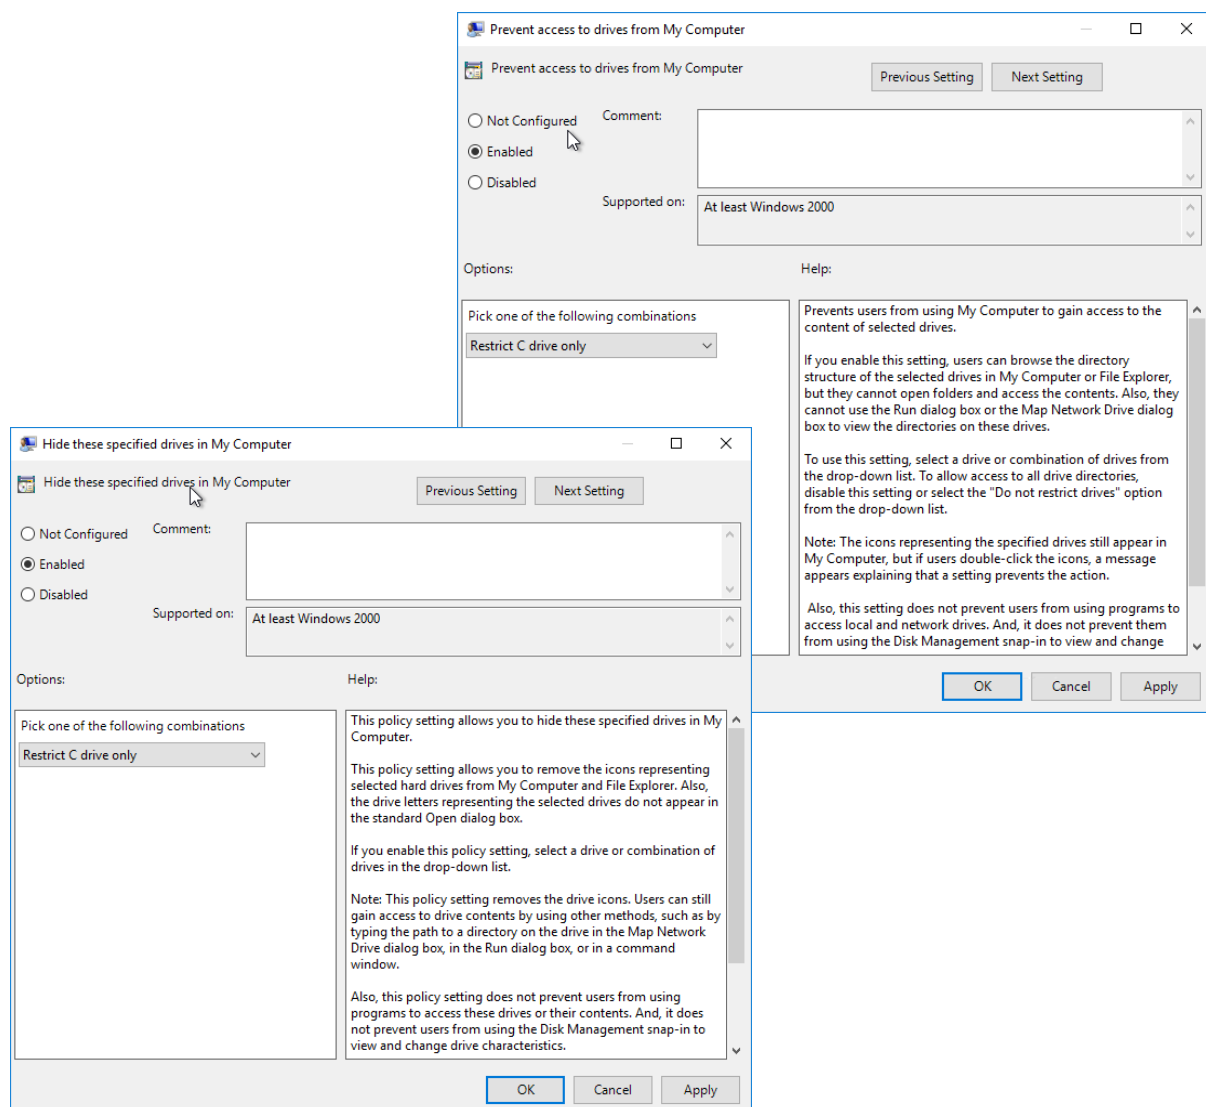 Prevent access to drives from My Computer
Prevent access to drives from My Computer
Previous Setting
Next Setting
Not Configured
Comment:
Enabled
Disabled
Supported on:
At least Windows 2000
Options:
Help:
Pick one of the following combinations
Restrict C drive only
Prevents users from using My Computer to gain access to the
content of selected drives.
If you enable this setting, users can browse the directory
structure of the selected drives in My Computer or File Explorer,
but they cannot open folders and access the contents. Also, they
cannot use the Run dialog box or the Map Network Drive dialog
box to view the directories on these drives.
To use this setting, select a drive or combination of drives from
the drop-down list. To allow access to all drive directories,
disable this setting or select the "Do not restrict drives" option
from the drop-down list.
Note: The icons representing the specified drives still appear in
My Computer, but if users double-click the icons, a message
appears explaining that a setting prevents the action.
Also, this setting does not prevent users from using programs to
access local and network drives. And, it does not prevent them
from using the Disk Management snap-in to view and change
OK
Cancel
Apply
Hide these specified drives in My Computer
Hide these specified drives in My Computer
Previous Setting
Next Setting
Not Configured
Comment:
Enabled
Disabled
Supported on:
At least Windows 2000
Options:
Help:
Pick one of the following combinations
Restrict C drive only
This policy setting allows you to hide these specified drives in My
Computer.
This policy setting allows you to remove the icons representing
selected hard drives from My Computer and File Explorer. Also,
the drive letters representing the selected drives do not appear in
the standard Open dialog box.
If you enable this policy setting, select a drive or combination of
drives in the drop-down list.
Note: This policy setting removes the drive icons. Users can still
gain access to drive contents by using other methods, such as by
typing the path to a directory on the drive in the Map Network
Drive dialog box, in the Run dialog box, or in a command
window.
Also, this policy setting does not prevent users from using
programs to access these drives or their contents. And, it does
not prevent users from using the Disk Management snap-in to
view and change drive characteristics.
OK
Cancel
Apply